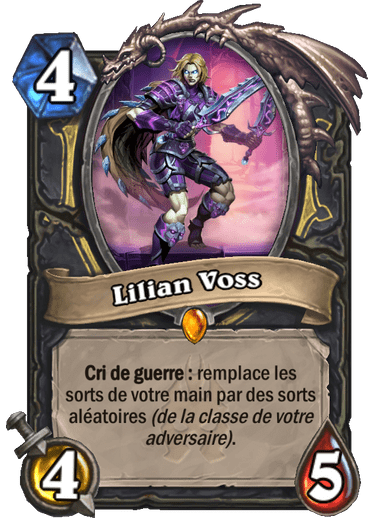 4
Lilian Voss
Cri de guerre : remplace les
sorts de votre main par des sorts
aléatoires (de la classe de votre
adversaire).
4
5